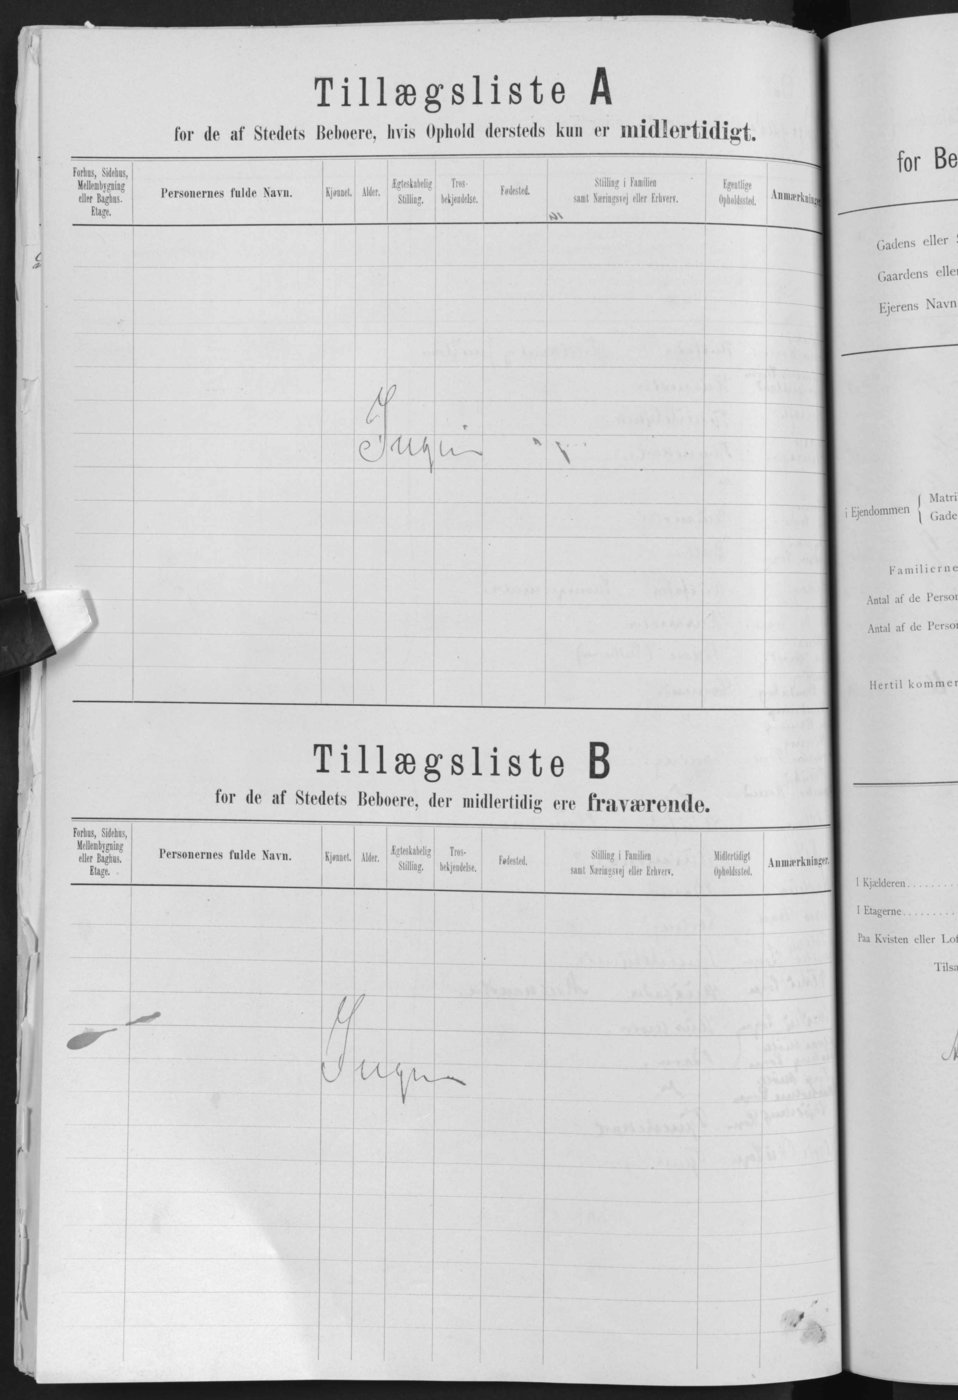 Tillægsliste A
for de af Stedets Beboere, hvis Ophold dersteds kun er midlertidigt.
Forhus, Sidehus, Mellembygning eller Baghus. Etage.
Personernes fulde Navn.
Kjønnet.
Alder.
Ægteskabelig Stilling.
Trosbekjendelse.
Fødested.
Stilling i Familien samt Næringsvej eller Erhverv.
Egentlige Opholdssted.
Anmærkninger
Ingen
Tillægsliste B
for de af Stedets Beboere, der midlertidig ere fraværende.
Forhus, Sidehus, Mellembygning eller Baghus. Etage.
Personernes fulde Navn.
Kjønnet.
Alder.
Ægteskabelig Stilling.
Trosbekjendelse.
Fødested.
Stilling i Familien samt Næringsvej eller Erhverv.
Midlertidigt Opholdssted.
Anmærkninger.
Ingen
for Be
Gadens eller
Gaardens elle
Ejerens Navn
i Ejendommen { Matri
Gade
Familierne
Antal af de Person
Antal af de Person
Hertil kommer
I Kjælderen
I Etagerne
Paa Kvisten eller Lof
Tilsa